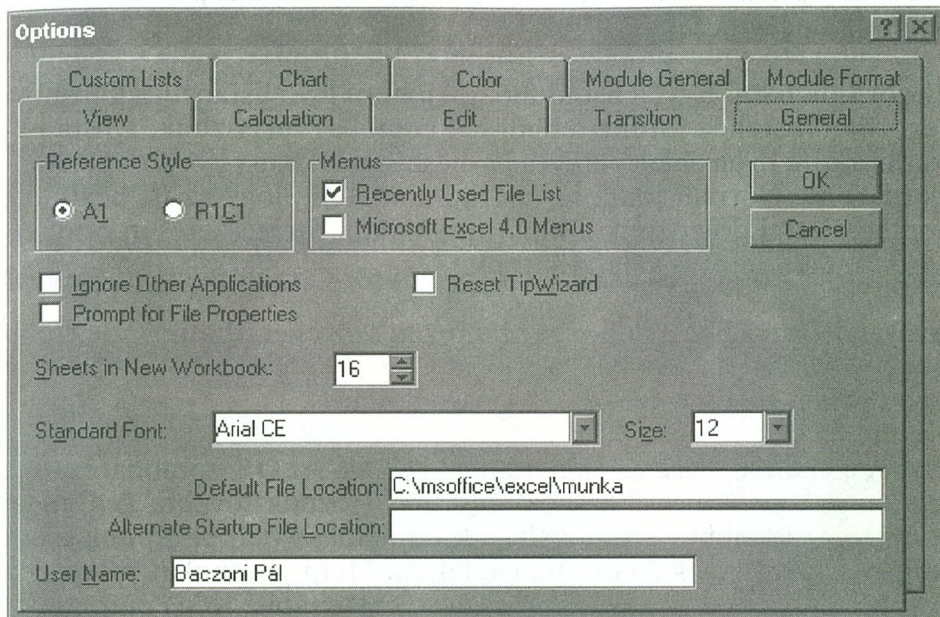 Options
Custom Lists Chart Color Module General Module Format
View Calculation Edit Transition General
Reference Style Menus
A1 R1C1 Recently Used File List OK
Microsoft Excel 4.0 Menus Cancel
Ignore Other Applications Reset TipWizard
Prompt for File Properties
Sheets in New Workbook: 16
Standard Font: Arial CE Size: 12
Default File Location: C:\msoffice\excel\munka
Alternate Startup File Location:
User Name: Baczoni Pál